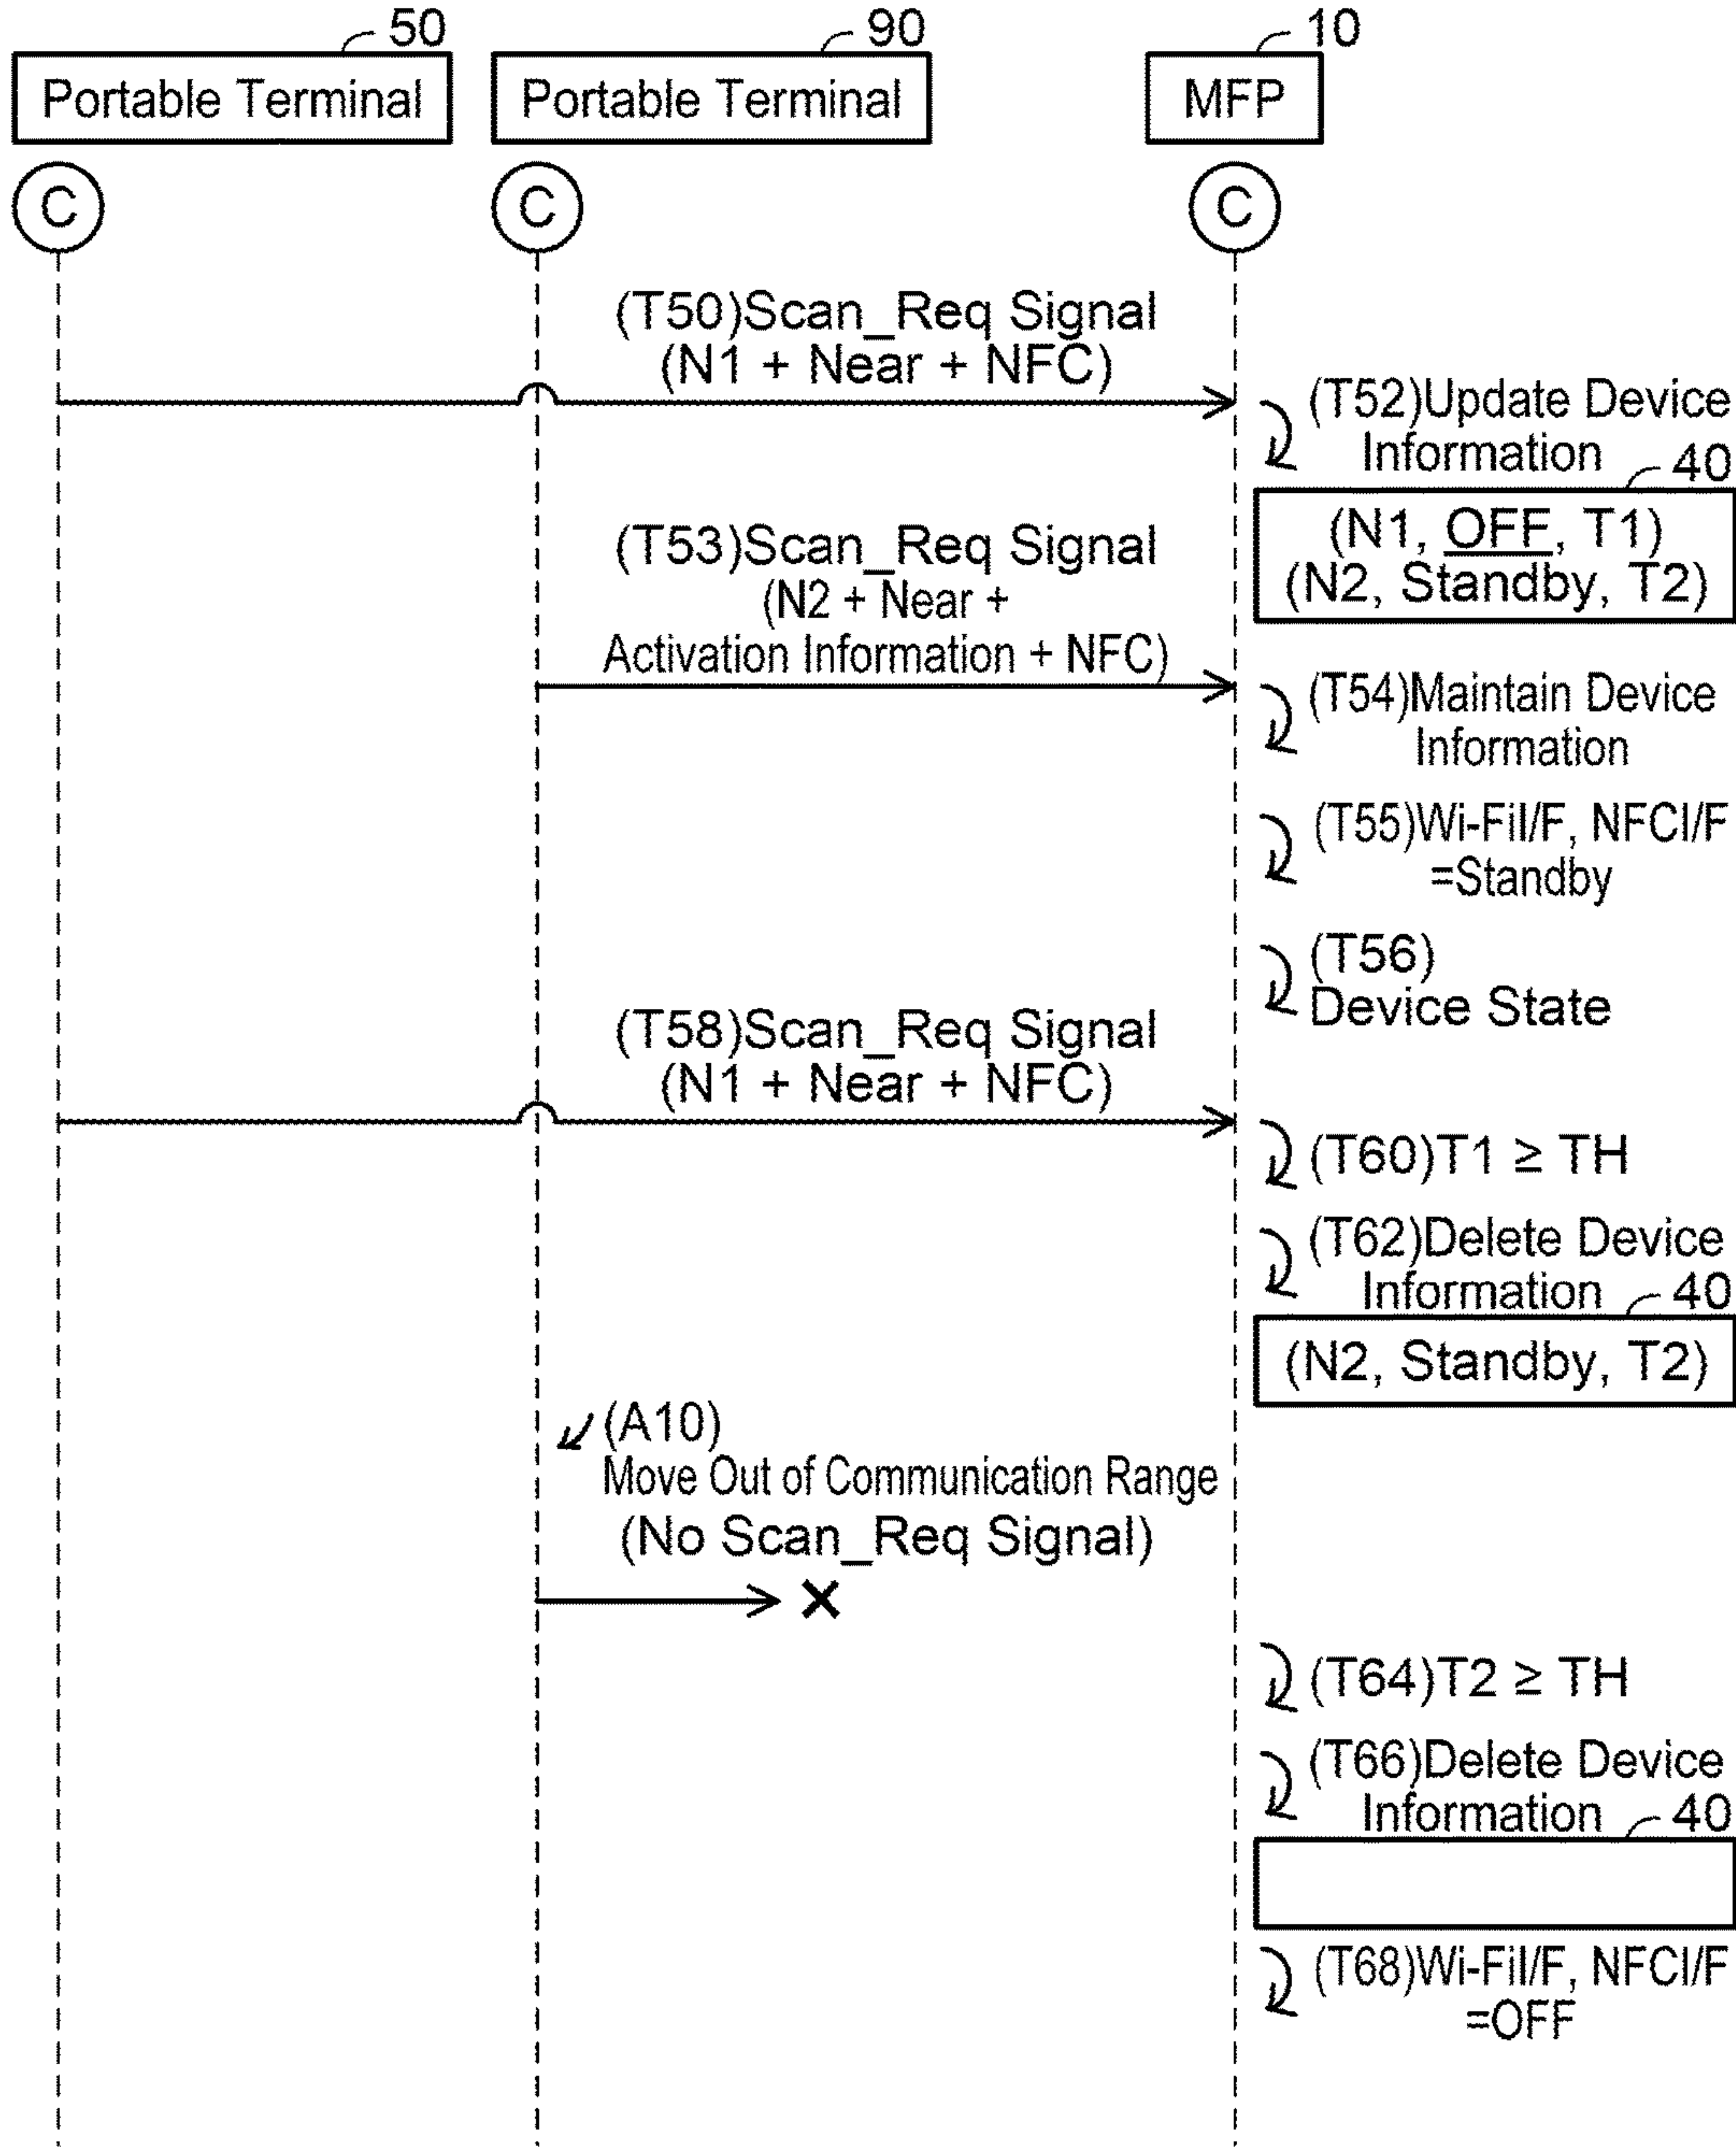 50
90
10
Portable Terminal
Portable Terminal
MFP
C
C
C
(T50)Scan_Req Signal
(N1 + Near + NFC)
(T52)Update Device
Information
40
(N1, OFF, T1)
(N2, Standby, T2)
(T53)Scan_Req Signal
(N2 + Near +
Activation Information + NFC)
(T54)Maintain Device
Information
(T55)Wi-FiI/F, NFCI/F
=Standby
(T56)
Device State
(T58)Scan_Req Signal
(N1 + Near + NFC)
(T60)T1 ≥ TH
(T62)Delete Device
Information
40
(N2, Standby, T2)
(A10)
Move Out of Communication Range
(No Scan_Req Signal)
(T64)T2 ≥ TH
(T66)Delete Device
Information
40
(T68)Wi-FiI/F, NFCI/F
=OFF